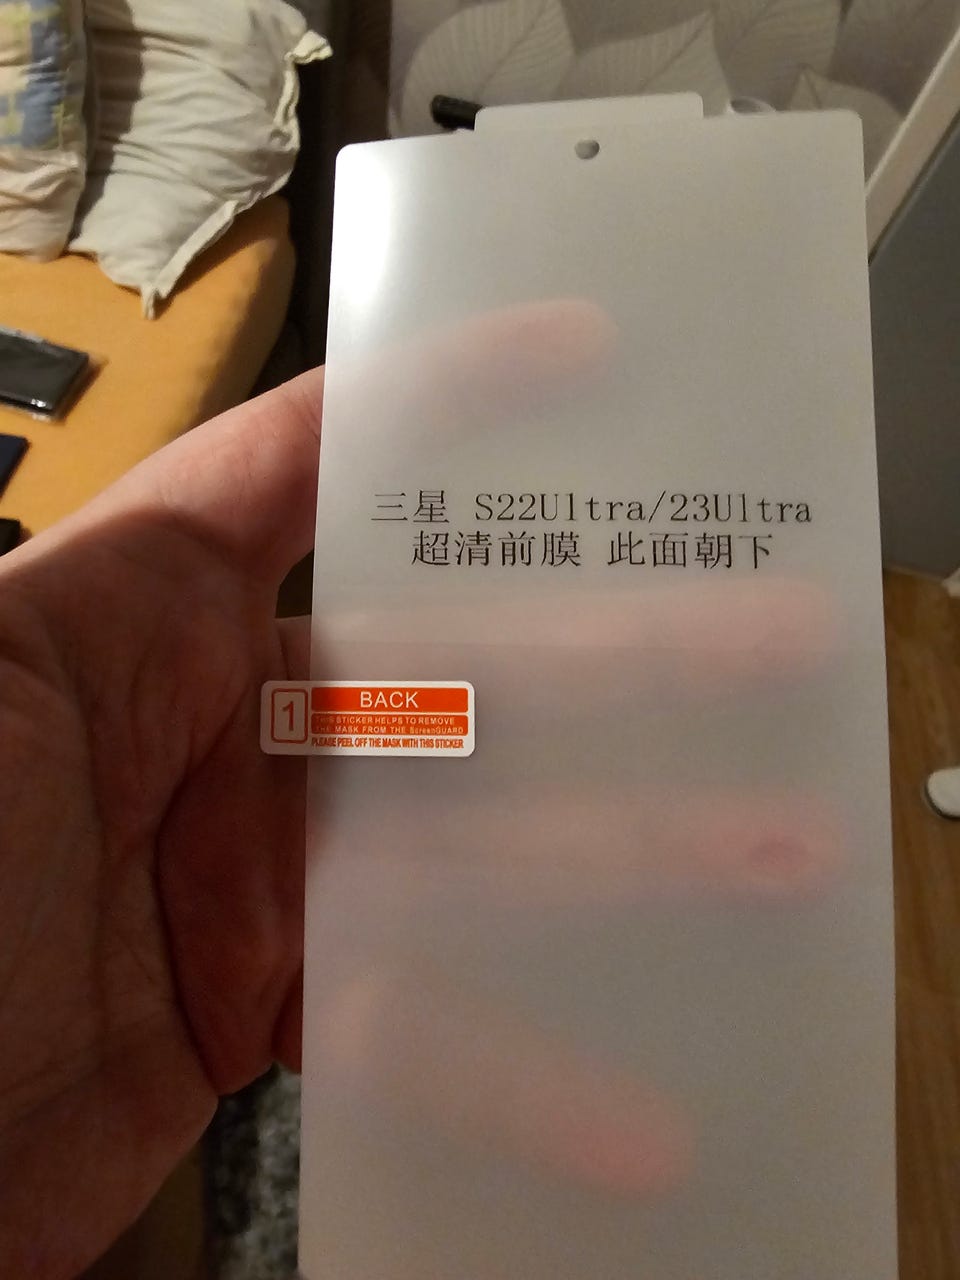 三星 S22Ultra/23Ultra
超清前膜 此面朝下
1
BACK
THIS STICKER HELPS TO REMOVE
THE MASK FROM THE ScreenGUARD
PLEASE PEEL OFF THE MASK WITH THIS STICKER